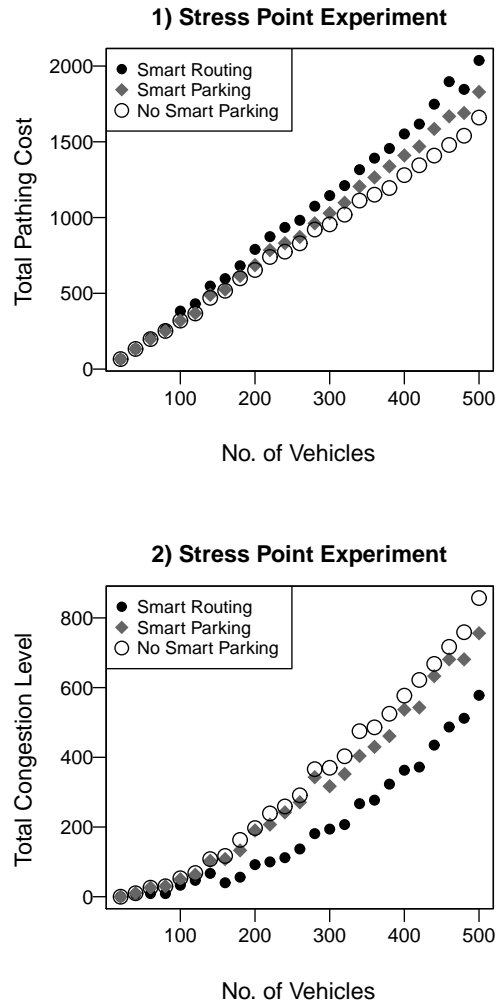 1) Stress Point Experiment
Smart Routing
Smart Parking
No Smart Parking
2000
1500
1000
500
0
Total Pathing Cost
100 200 300 400 500
No. of Vehicles
2) Stress Point Experiment
Smart Routing
Smart Parking
No Smart Parking
800
600
400
200
0
Total Congestion Level
100 200 300 400 500
No. of Vehicles